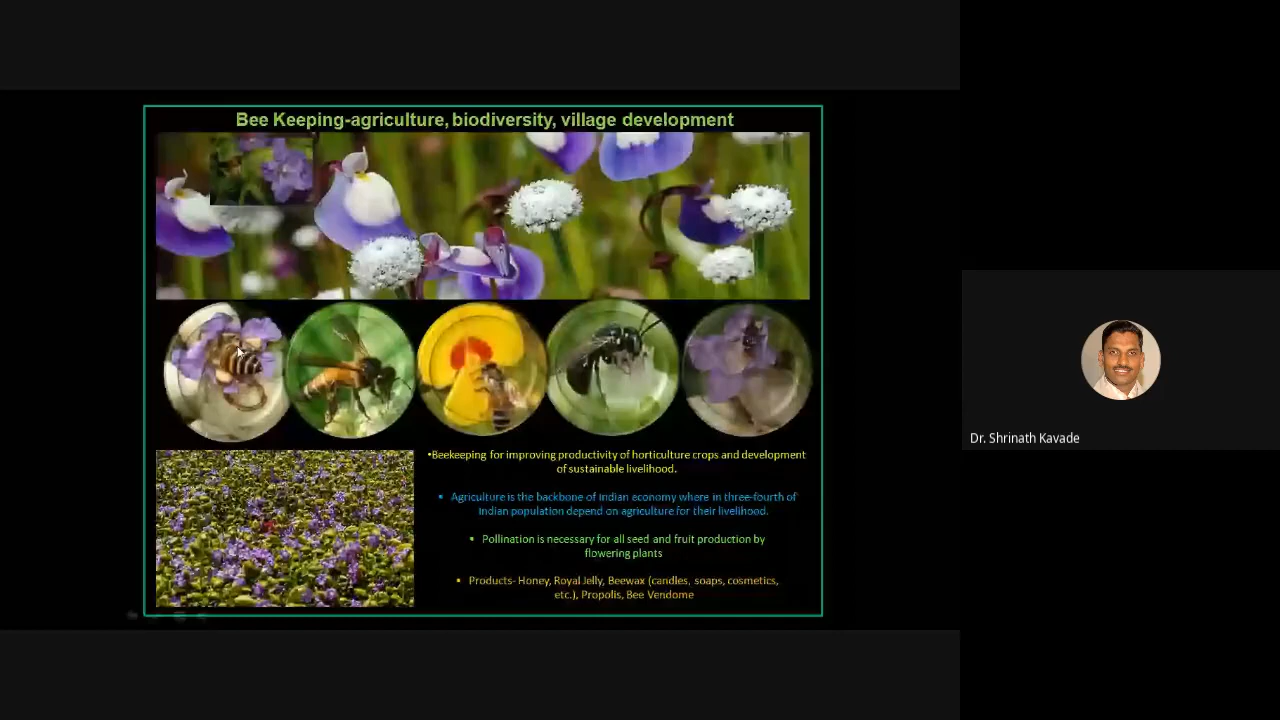 Bee Keeping-agriculture, biodiversity, village development
•Beekeeping for improving productivity of horticulture crops and development
of sustainable livelihood.
▪ Agriculture is the backbone of Indian economy where in three-fourth of
Indian population depend on agriculture for their livelihood.
▪ Pollination is necessary for all seed and fruit production by
flowering plants
▪ Products- Honey, Royal Jelly, Beewax (candles, soaps, cosmetics,
etc.), Propolis, Bee Vendome
Dr. Shrinath Kavade